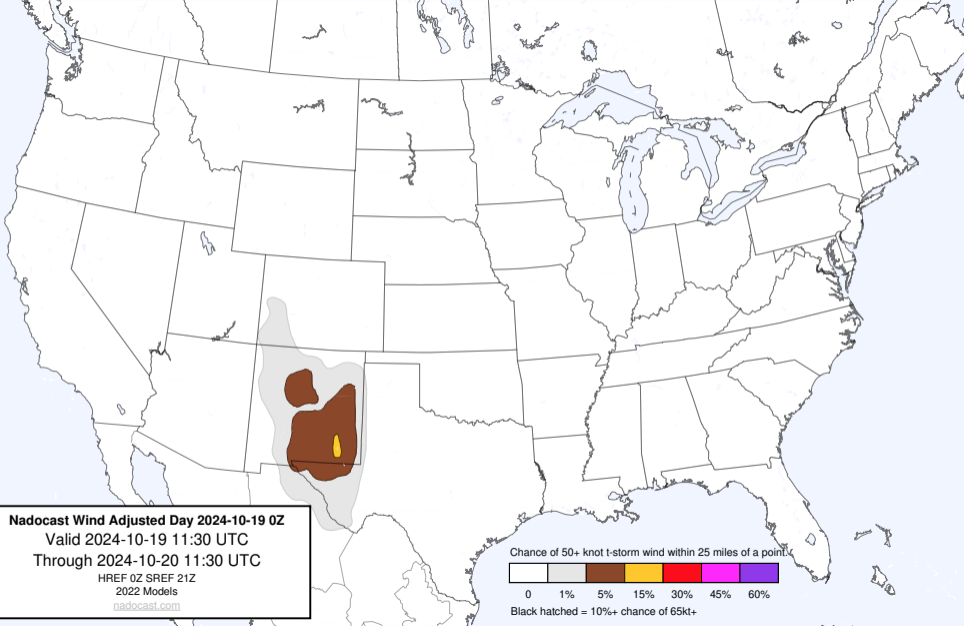 Nadocast Wind Adjusted Day 2024-10-19 0Z
Valid 2024-10-19 11:30 UTC
Through 2024-10-20 11:30 UTC
HREF 0Z SREF 21Z
2022 Models
nadocast.com
Chance of 50+ knot t-storm wind within 25 miles of a point.
0 1% 5% 15% 30% 45% 60%
Black hatched = 10%+ chance of 65kt+